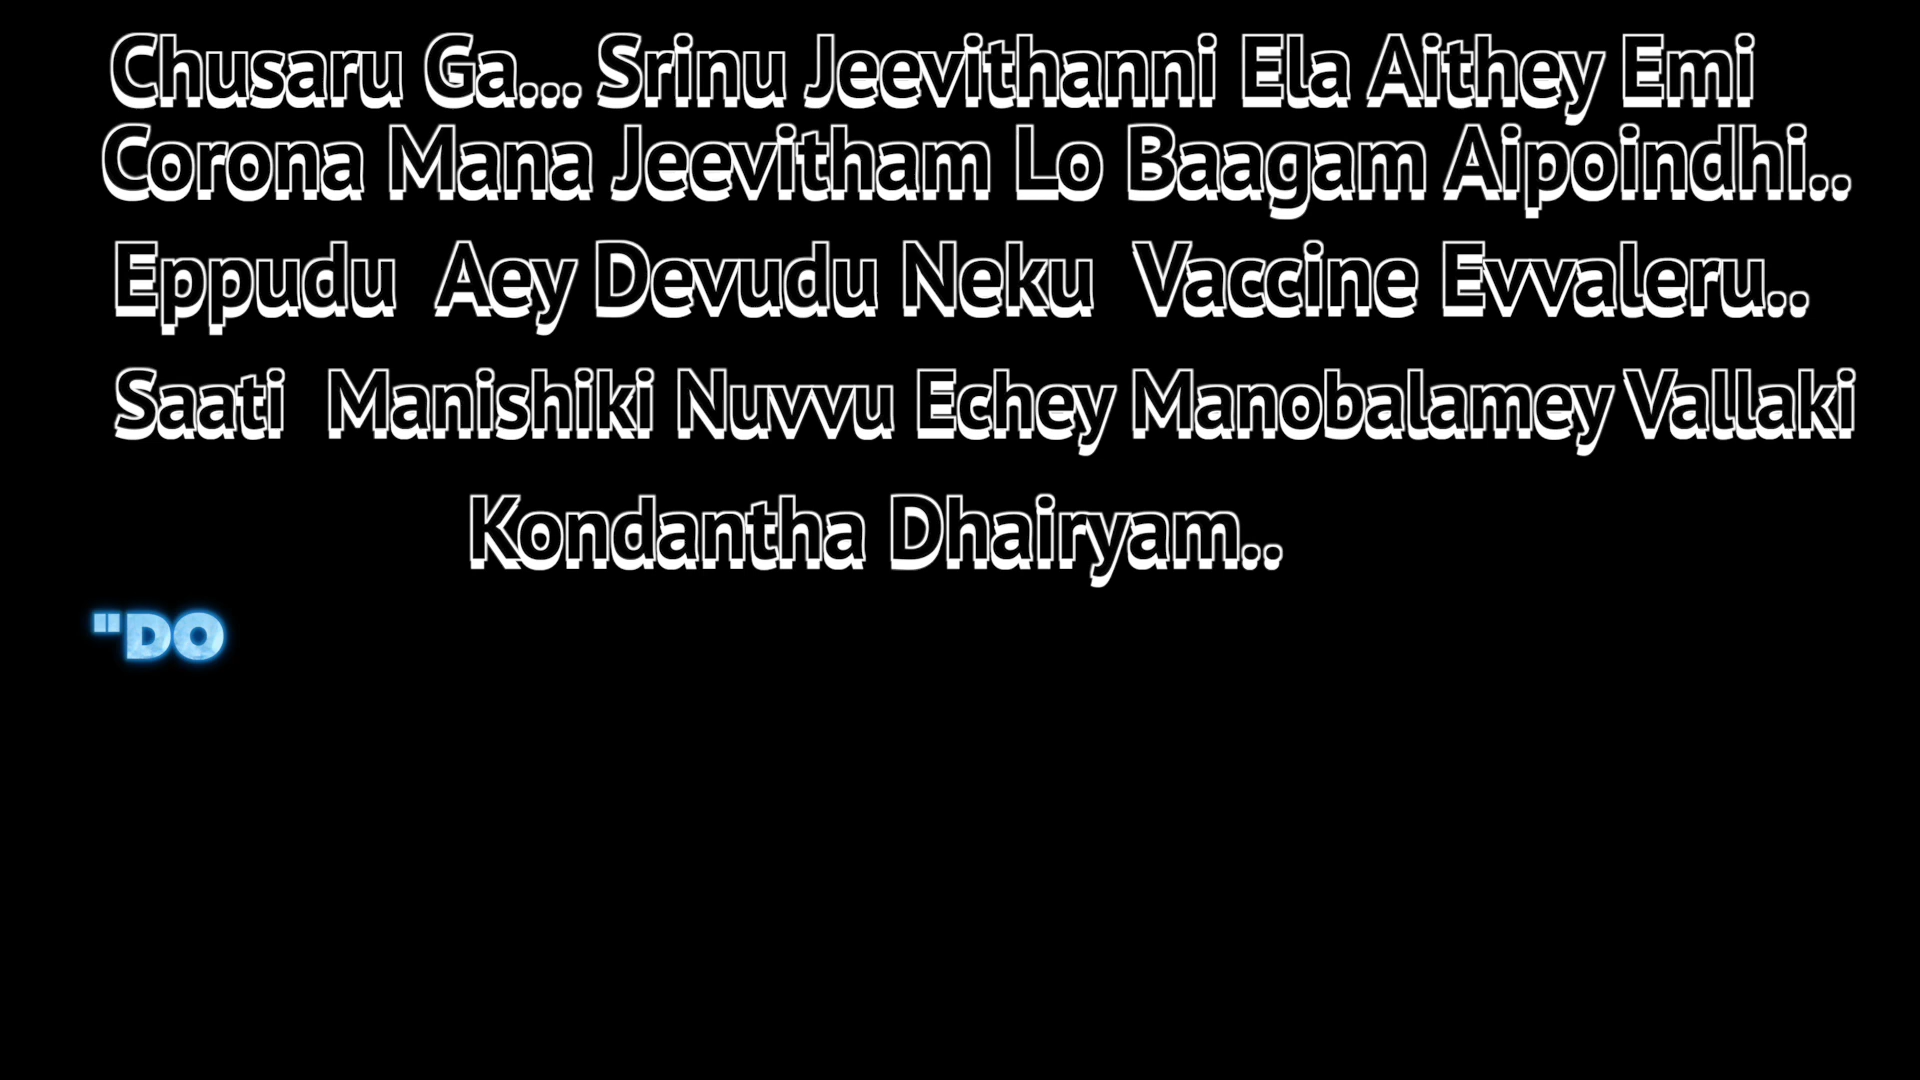 Chusaru Ga... Srinu Jeevithanni Ela Aithey Emi
Corona Mana Jeevitham Lo Baagam Aipoindhi..
Eppudu Aey Devudu Neku Vaccine Evvaleru..
Saati Manishiki Nuvvu Echey Manobalamey Vallaki
Kondantha Dhairyam..
"DO